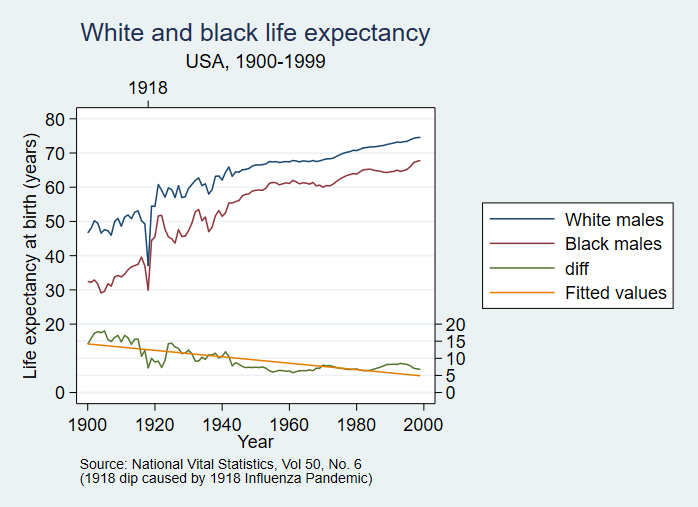 White and black life expectancy
USA, 1900-1999
1918
Life expectancy at birth (years)
80
70
60
50
40
30
20
0
20
15
10
5
0
1900 1920 1940 1960 1980 2000
Year
White males
Black males
diff
Fitted values
Source: National Vital Statistics, Vol 50, No. 6
(1918 dip caused by 1918 Influenza Pandemic)